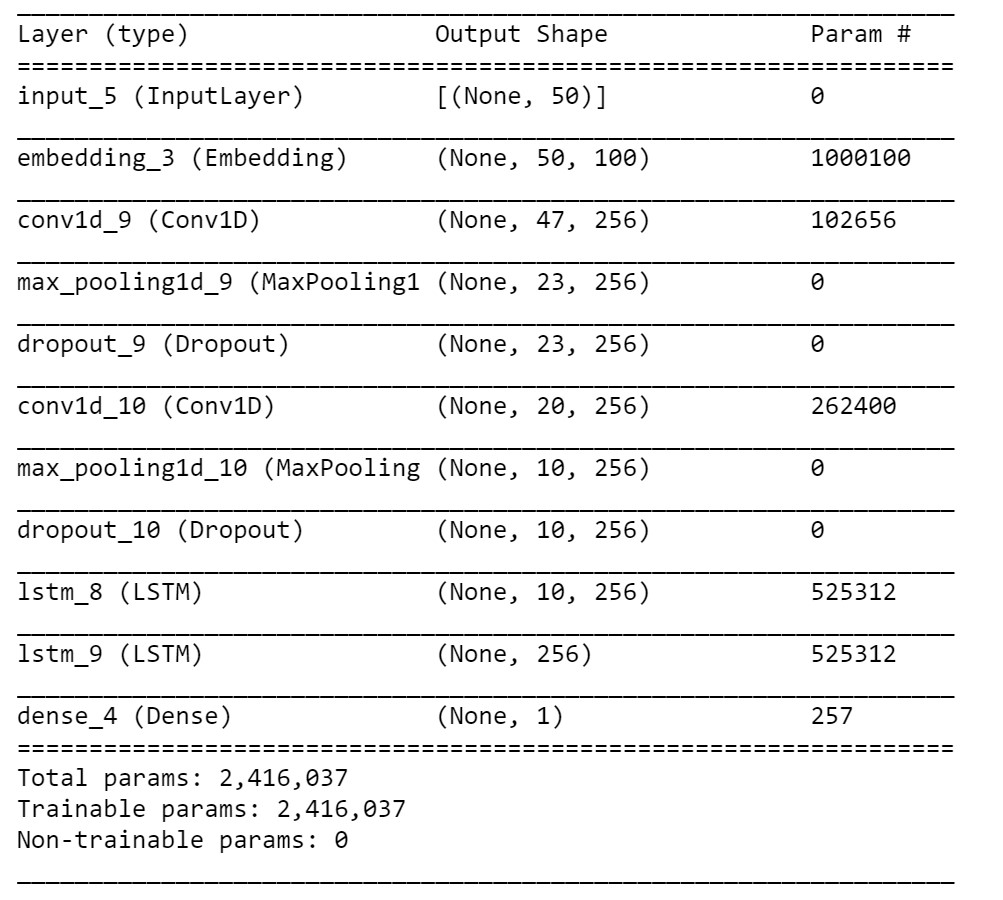 Layer (type) Output Shape Param #
=================================================================
input_5 (InputLayer) [(None, 50)] 0
embedding_3 (Embedding) (None, 50, 100) 1000100
conv1d_9 (Conv1D) (None, 47, 256) 102656
max_pooling1d_9 (MaxPooling1 (None, 23, 256) 0
dropout_9 (Dropout) (None, 23, 256) 0
conv1d_10 (Conv1D) (None, 20, 256) 262400
max_pooling1d_10 (MaxPooling (None, 10, 256) 0
dropout_10 (Dropout) (None, 10, 256) 0
lstm_8 (LSTM) (None, 10, 256) 525312
lstm_9 (LSTM) (None, 256) 525312
dense_4 (Dense) (None, 1) 257
=================================================================
Total params: 2,416,037
Trainable params: 2,416,037
Non-trainable params: 0